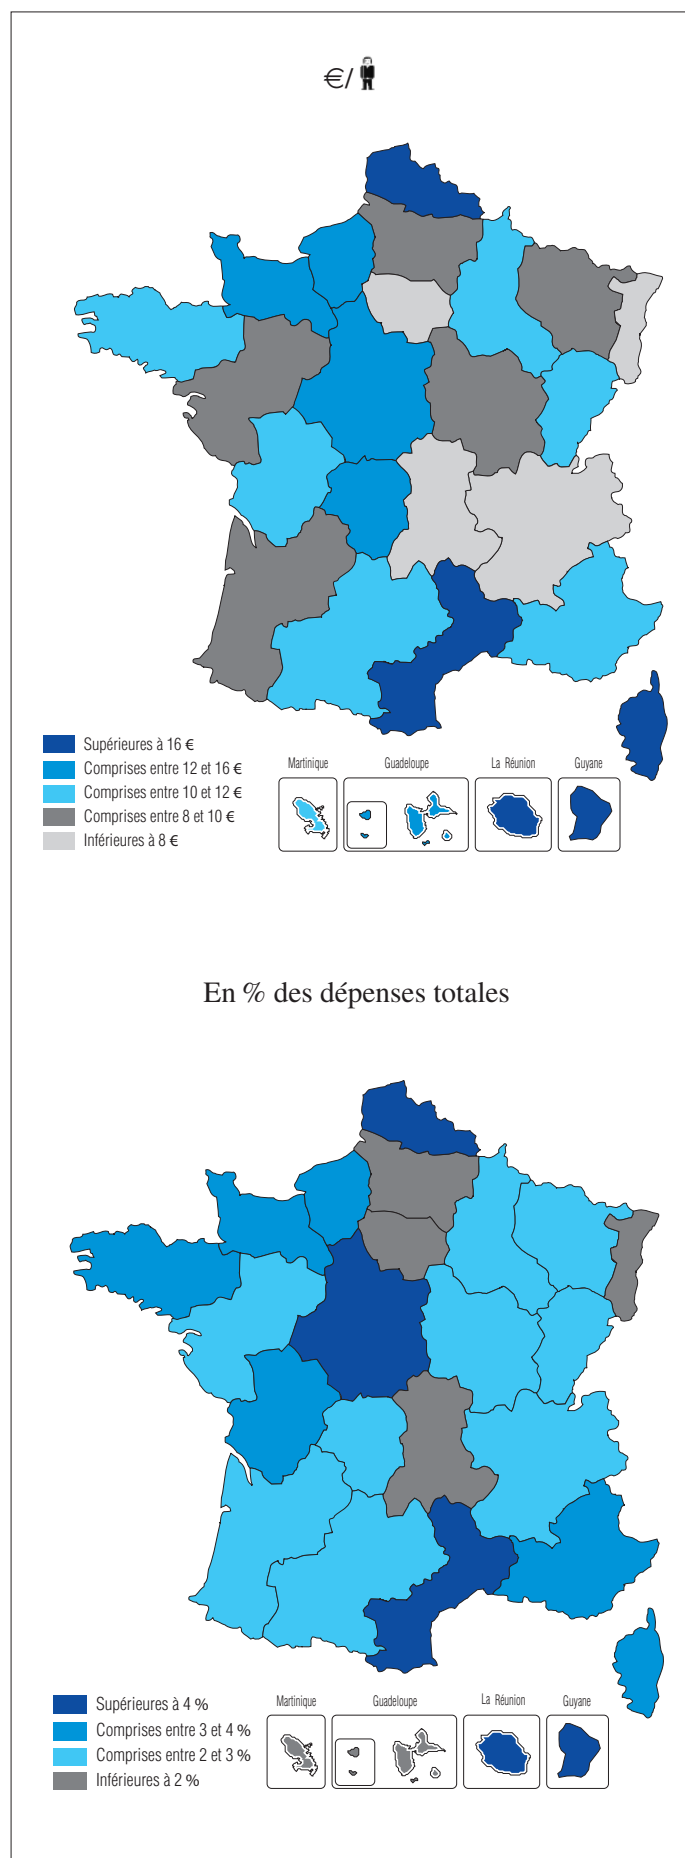 €/
Supérieures à 16 €
Comprises entre 12 et 16 €
Comprises entre 10 et 12 €
Comprises entre 8 et 10 €
Inférieures à 8 €
Martinique
Guadeloupe
La Réunion
Guyane
En % des dépenses totales
Supérieures à 4 %
Comprises entre 3 et 4 %
Comprises entre 2 et 3 %
Inférieures à 2 %
Martinique
Guadeloupe
La Réunion
Guyane